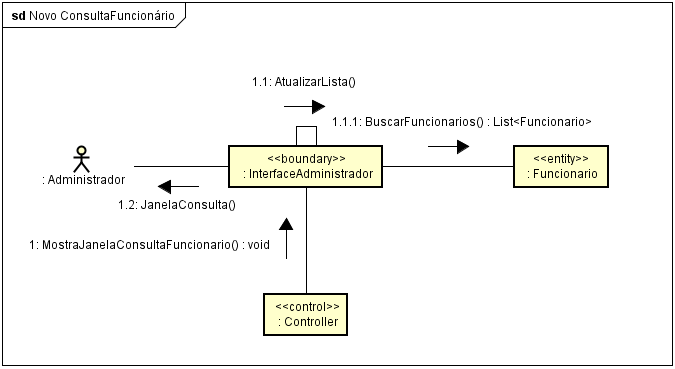 sd Novo ConsultaFuncionário
1.1: AtualizarLista()
1.1.1: BuscarFuncionarios() : List<Funcionario>
<<boundary>>
: InterfaceAdministrador
<<entity>>
: Funcionario
: Administrador
1.2: JanelaConsulta()
1: MostraJanelaConsultaFuncionario() : void
<<control>>
: Controller